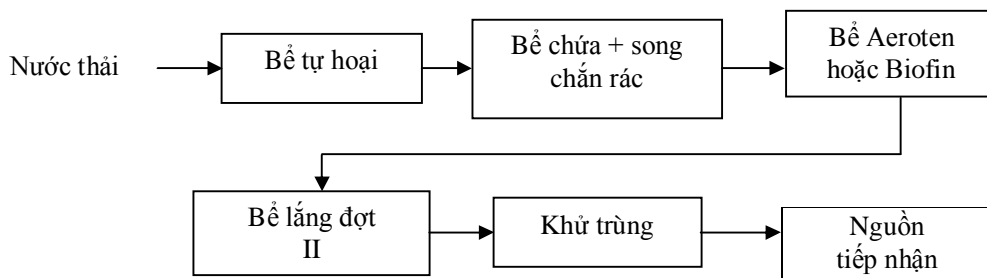 Nước thải
Bể tự hoại
Bể chứa + song
chắn rác
Bể Aeroten
hoặc Biofin
Bể lắng đợt
II
Khử trùng
Nguồn
tiếp nhận